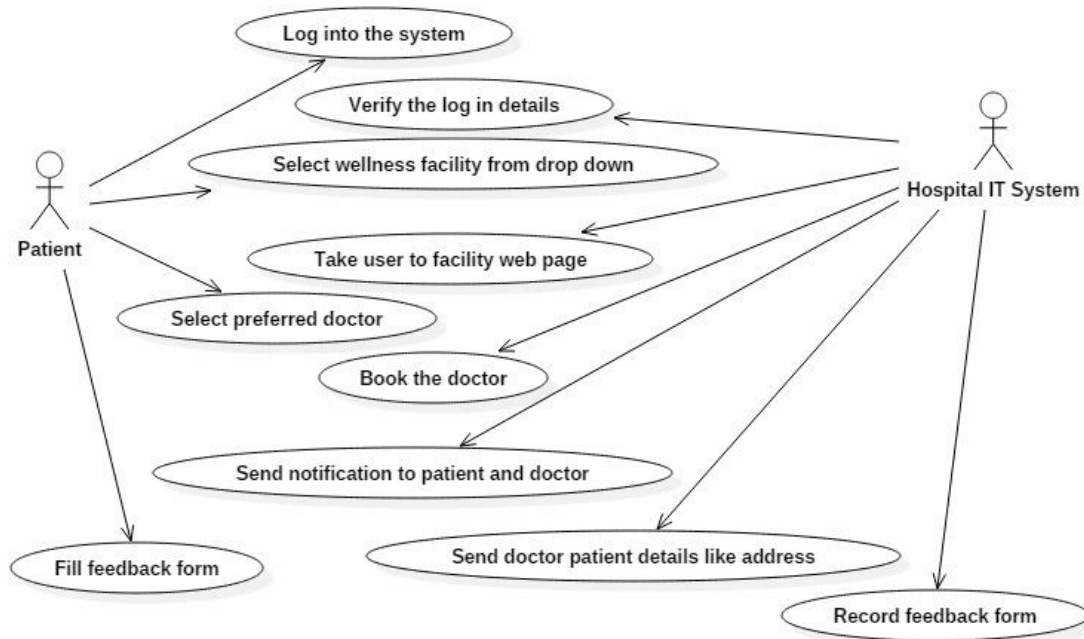 Log into the system
Verify the log in details
Select wellness facility from drop down
Hospital IT System
Patient
Take user to facility web page
Select preferred doctor
Book the doctor
Send notification to patient and doctor
Send doctor patient details like address
Fill feedback form
Record feedback form